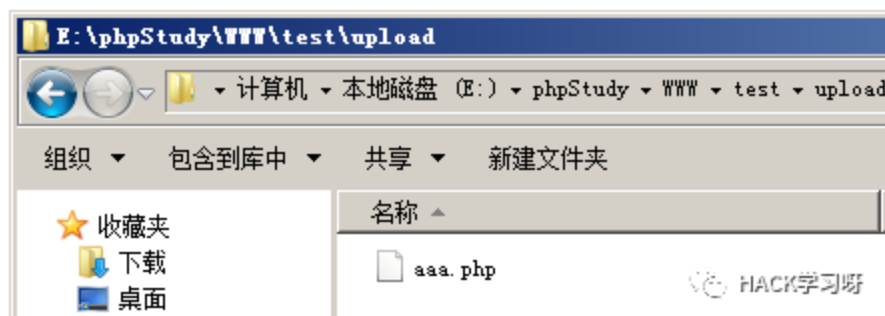 E:\phpStudy\WWW\test\upload
计算机 本地磁盘 (E:) phpStudy WWW test upload
组织 包含到库中 共享 新建文件夹
收藏夹
下载
桌面
名称
aaa.php
HACK学习呀